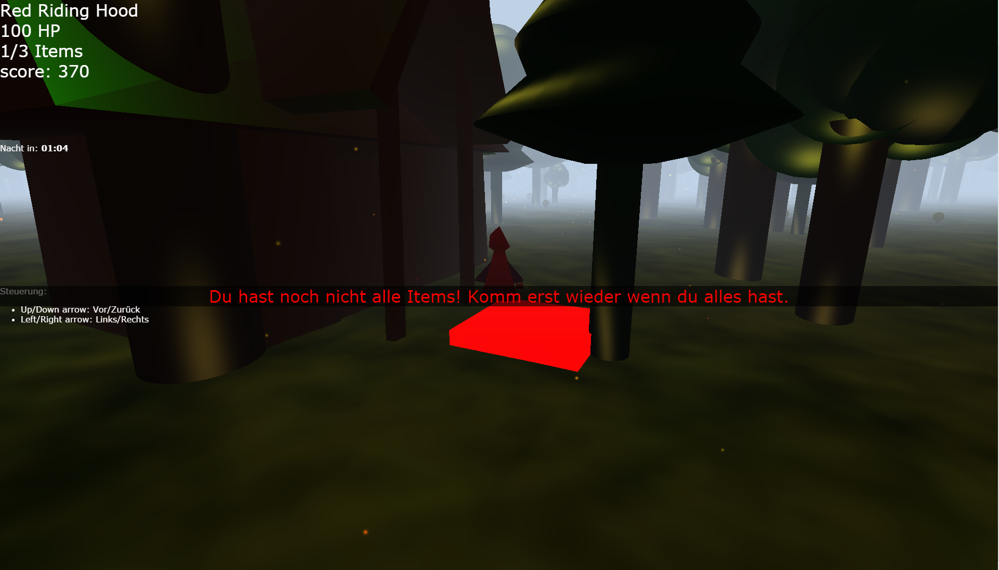 Red Riding Hood
100 HP
1/3 Items
score: 370
Nacht in: 01:04
Steuerung:
Du hast noch nicht alle Items! Komm erst wieder wenn du alles hast.
• Up/Down arrow: Vor/Zurück
• Left/Right arrow: Links/Rechts